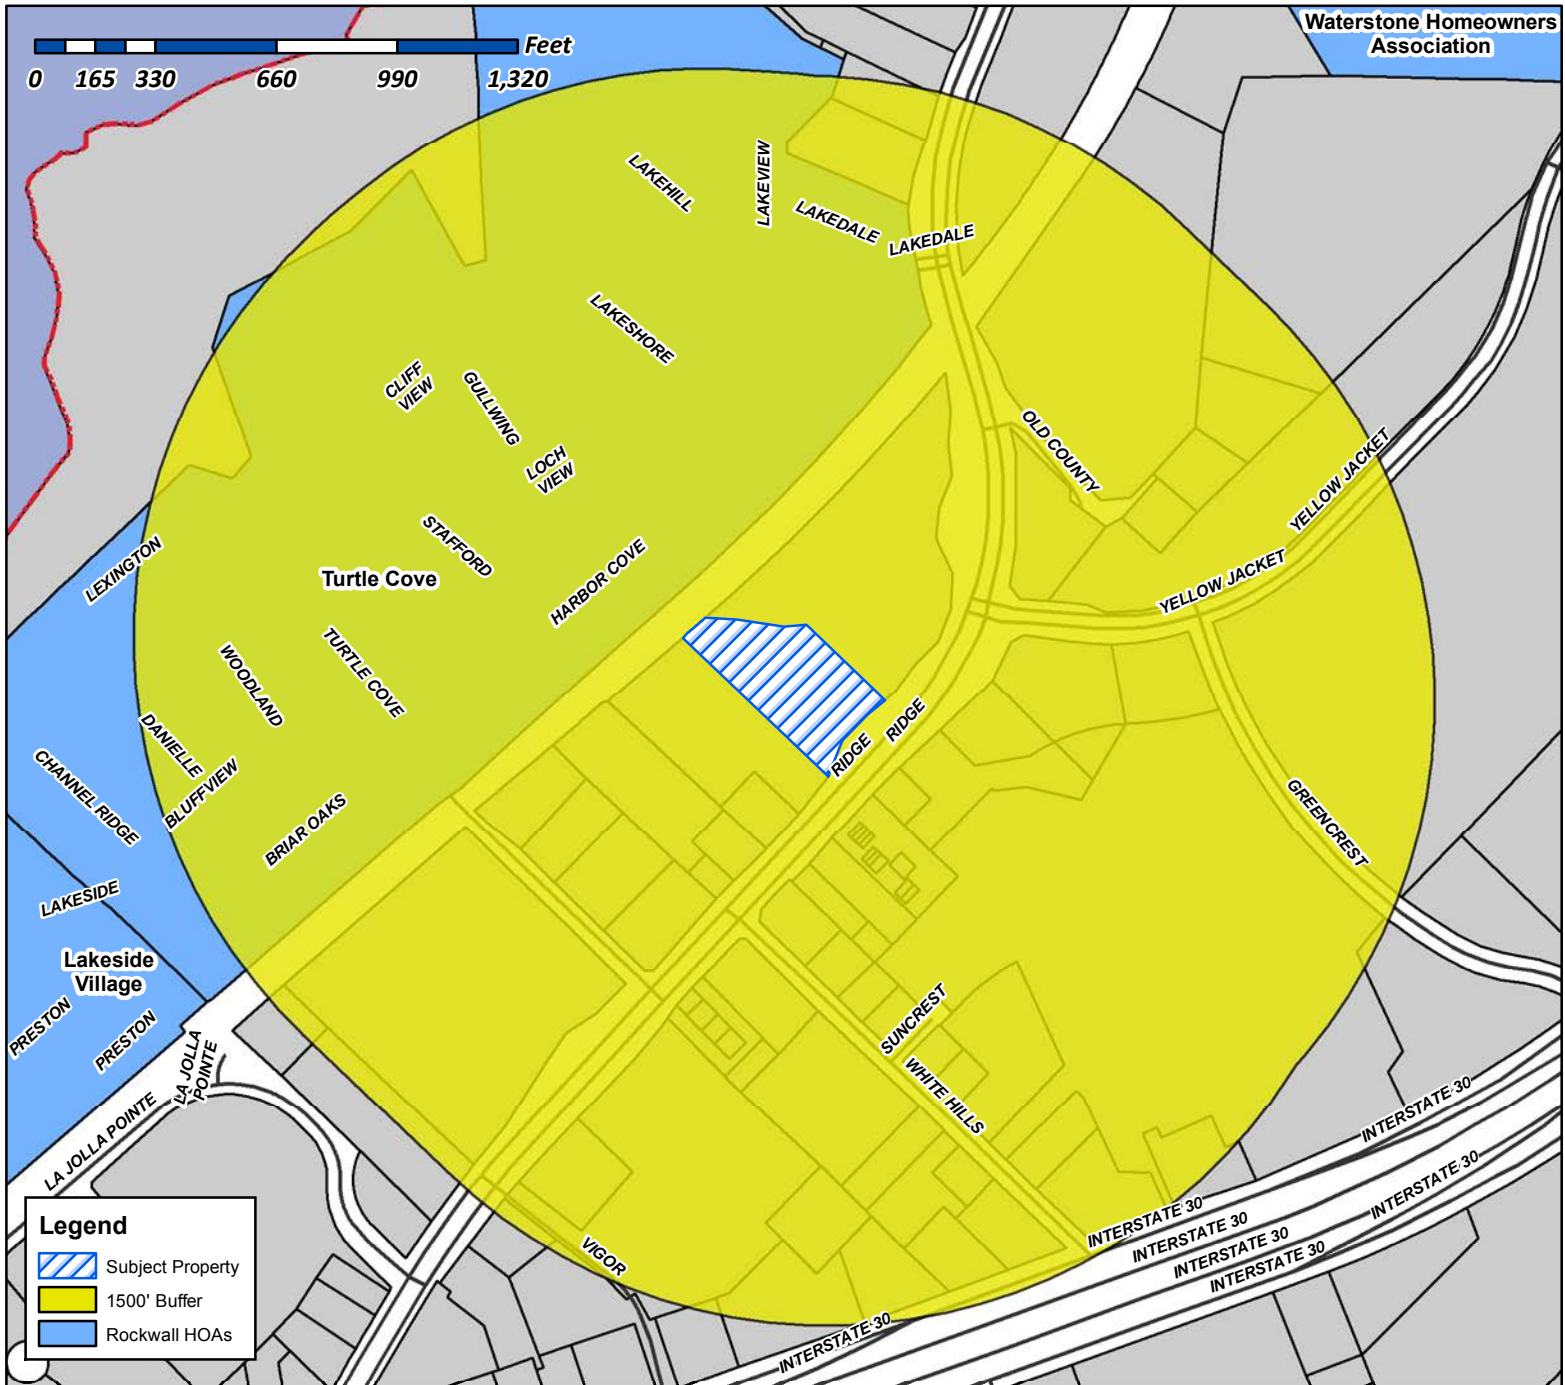 Waterstone Homeowners
Association
Feet
0 165 330 660 990 1,320
LAKEHILL
LAKEVIEW
LAKEDALE
LAKEDALE
LAKESHORE
CLIFF
VIEW
GULLWING
LOCH
VIEW
OLD COUNTY
YELLOW JACKET
YELLOW JACKET
STAFFORD
LEXINGTON
Turtle Cove
HARBOR COVE
WOODLAND
TURTLE COVE
DANIELLE
BLUFFVIEW
RIDGE
RIDGE
CHANNEL RIDGE
BRIAR OAKS
GREENCREST
LAKESIDE
Lakeside
Village
PRESTON
PRESTON
SUNCREST
WHITE HILLS
LA JOLLA
POINTE
LA JOLLA POINTE
INTERSTATE 30
INTERSTATE 30
INTERSTATE 30
INTERSTATE 30
INTERSTATE 30
INTERSTATE 30
INTERSTATE 30
VIGOR
Legend
Subject Property
1500' Buffer
Rockwall HOAs